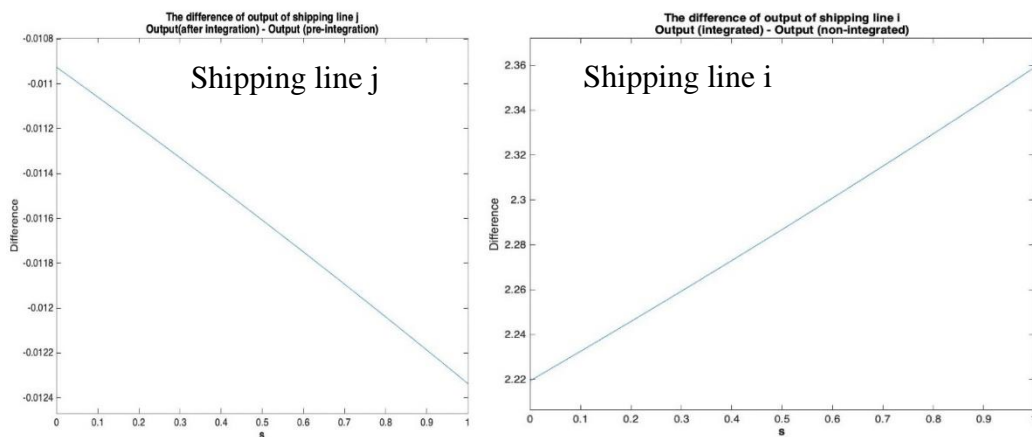 The difference of output of shipping line j
Output(after integration) - Output (pre-integration)
-0.0108
-0.011
-0.0112
-0.0114
-0.0116
-0.0118
-0.012
-0.0122
-0.0124
Difference
Shipping line j
0 0.1 0.2 0.3 0.4 0.5 0.6 0.7 0.8 0.9 1
s
The difference of output of shipping line i
Output (integrated) - Output (non-integrated)
2.36
2.34
2.32
2.3
2.28
2.26
2.24
2.22
Difference
Shipping line i
0 0.1 0.2 0.3 0.4 0.5 0.6 0.7 0.8 0.9 1
s